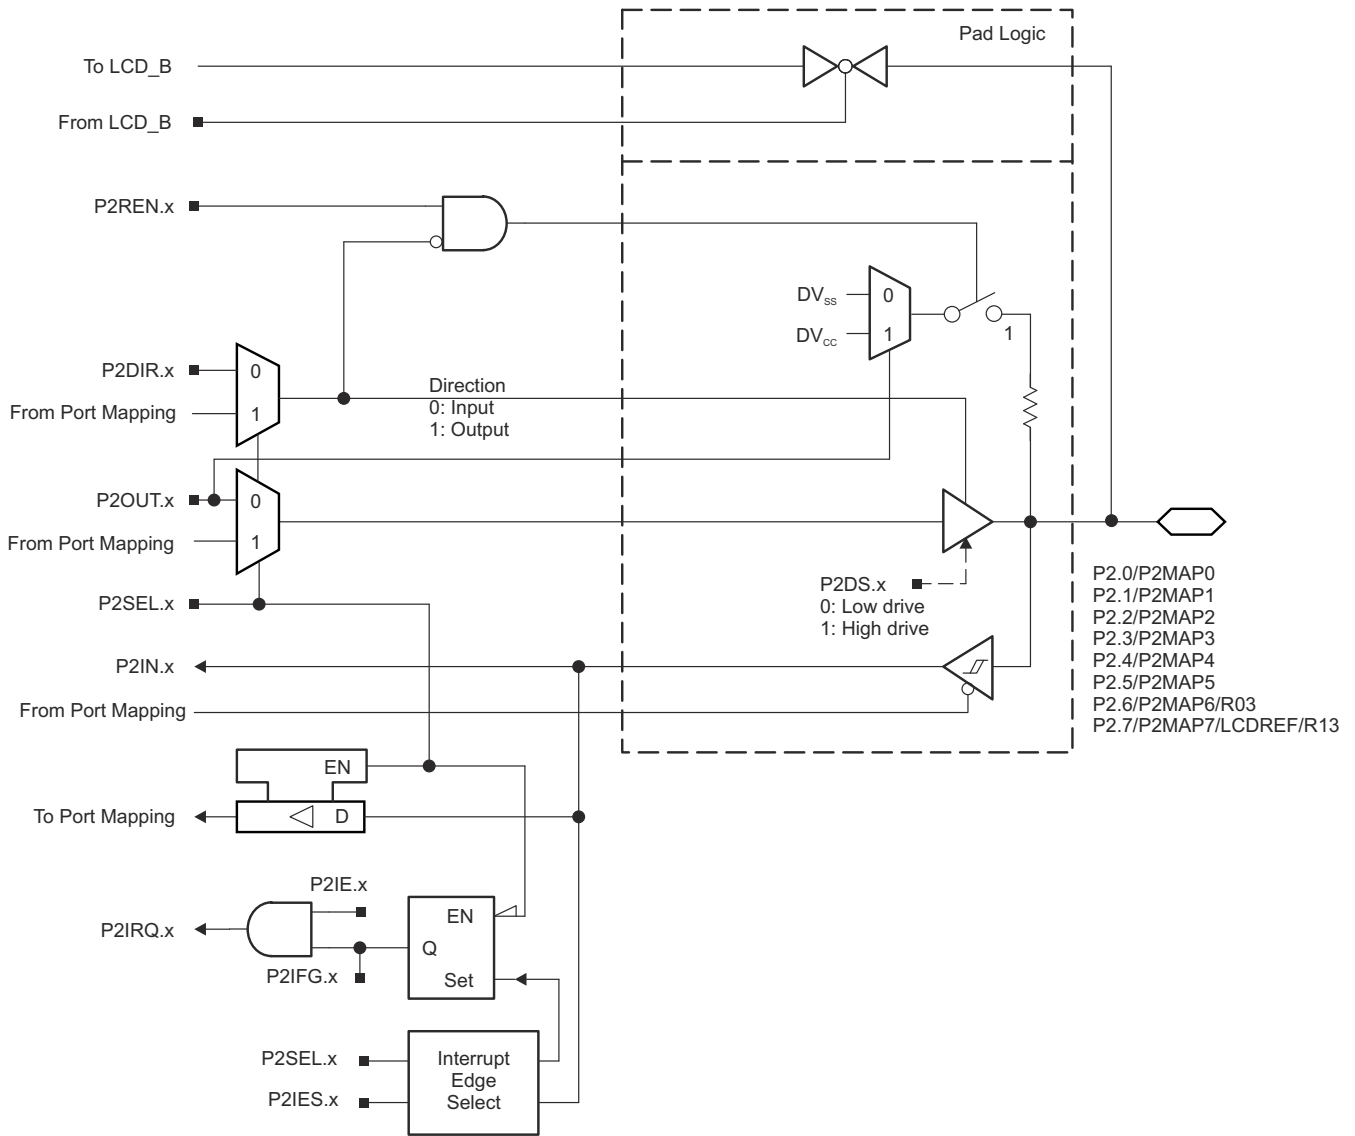 Pad Logic
To LCD_B
From LCD_B
P2REN.x
DVSS
0
DVCC
1
1
P2DIR.x
0
From Port Mapping
1
Direction
0: Input
1: Output
P2OUT.x
0
From Port Mapping
1
P2SEL.x
P2DS.x
0: Low drive
1: High drive
P2.0/P2MAP0
P2.1/P2MAP1
P2.2/P2MAP2
P2.3/P2MAP3
P2.4/P2MAP4
P2.5/P2MAP5
P2.6/P2MAP6/R03
P2.7/P2MAP7/LCDREF/R13
P2IN.x
From Port Mapping
EN
To Port Mapping
D
P2IE.x
P2IRQ.x
P2IFG.x
EN
Q
Set
P2SEL.x
P2IES.x
Interrupt
Edge
Select